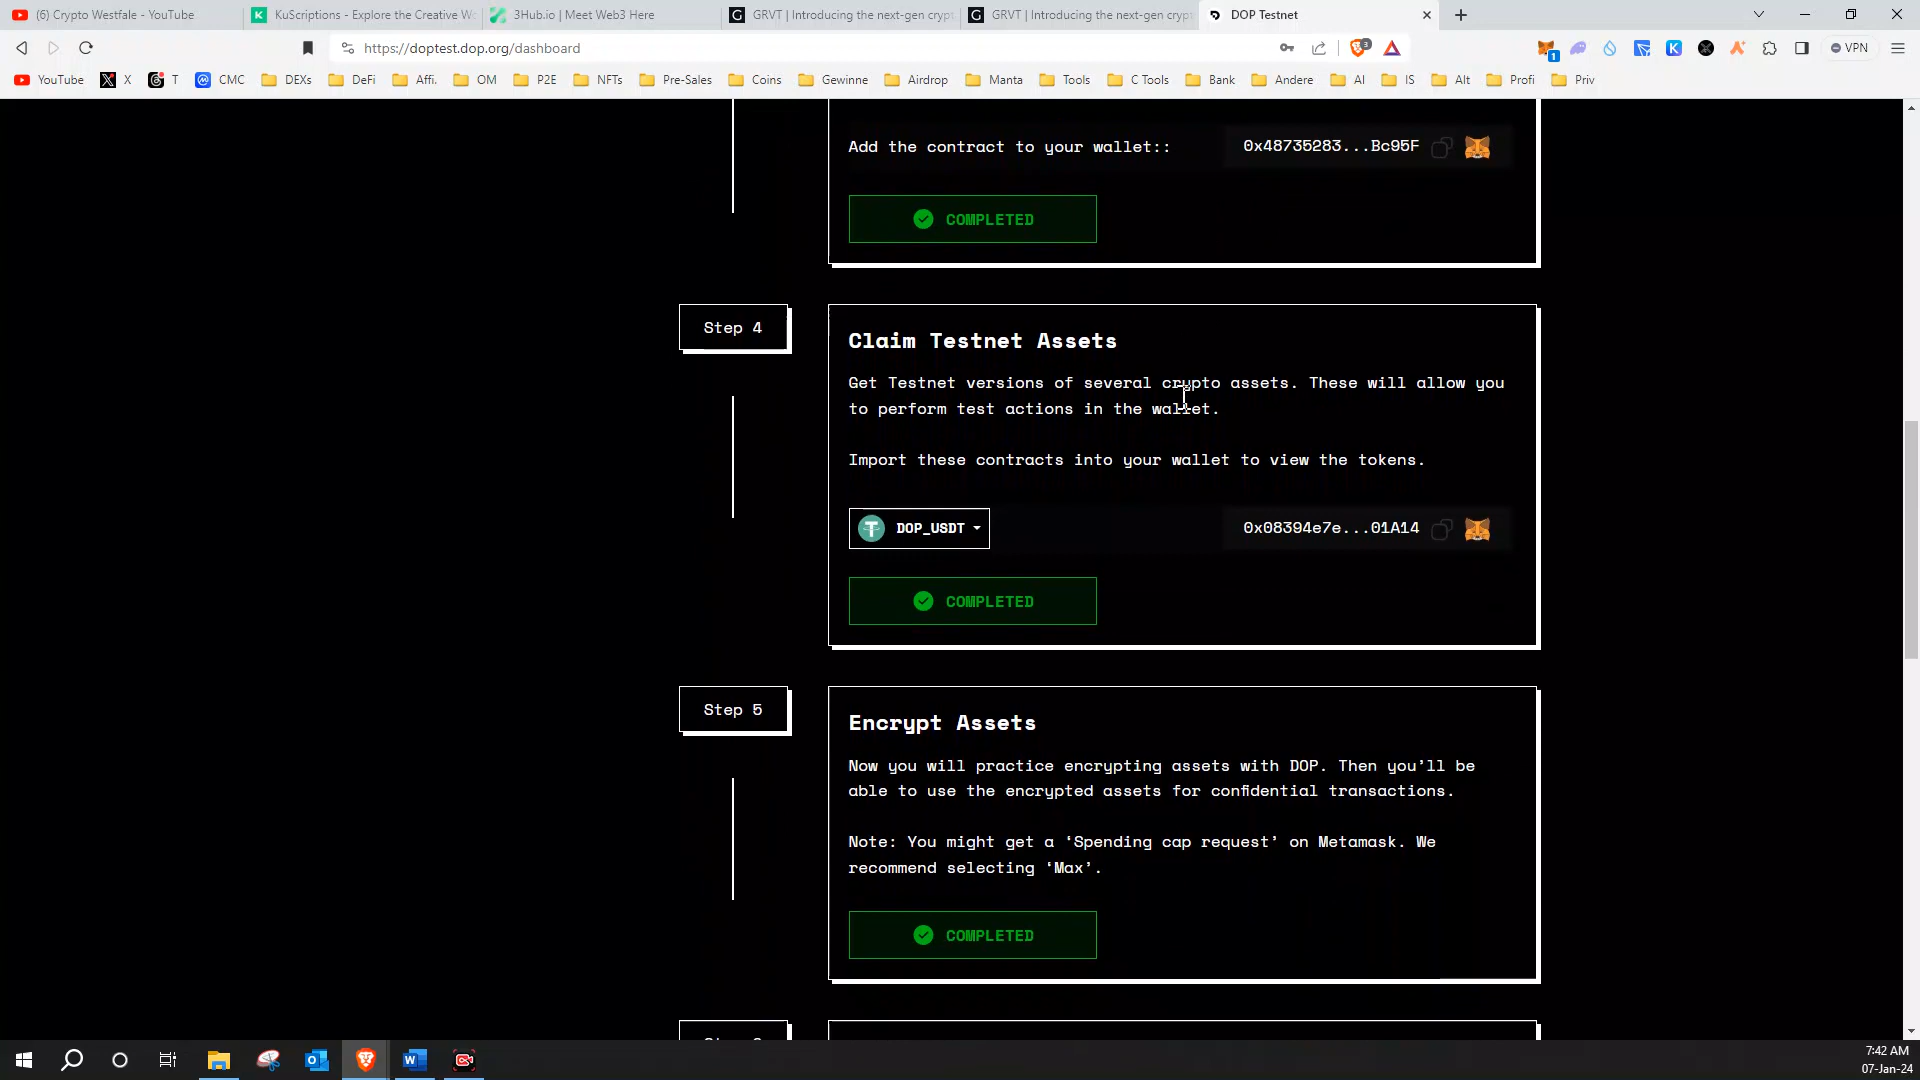 (6) Crypto Westfale - YouTube
KuScriptions - Explore the Creative Wo
3Hub.io | Meet Web3 Here
GRVT | Introducing the next-gen crypt
GRVT | Introducing the next-gen crypt
DOP Testnet
https://doptest.dop.org/dashboard
3
1
VPN
YouTube
X
T
CMC
DEXs
DeFi
Affi.
OM
P2E
NFTs
Pre-Sales
Coins
Gewinne
Airdrop
Manta
Tools
C Tools
Bank
Andere
AI
IS
Alt
Profi
Priv
Add the contract to your wallet::
0x48735283...Bc95F
COMPLETED
Step 4
Claim Testnet Assets
Get Testnet versions of several crypto assets. These will allow you
to perform test actions in the wallet.
Import these contracts into your wallet to view the tokens.
DOP_USDT
0x08394e7e...01A14
COMPLETED
Step 5
Encrypt Assets
Now you will practice encrypting assets with DOP. Then you’ll be
able to use the encrypted assets for confidential transactions.
Note: You might get a ‘Spending cap request’ on Metamask. We
recommend selecting ‘Max’.
COMPLETED
7:42 AM
07-Jan-24